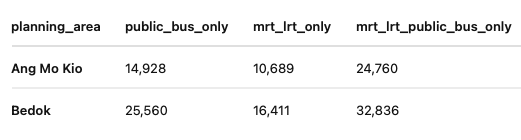 planning_area public_bus_only mrt_lrt_only mrt_lrt_public_bus_only
Ang Mo Kio 14,928 10,689 24,760
Bedok 25,560 16,411 32,836